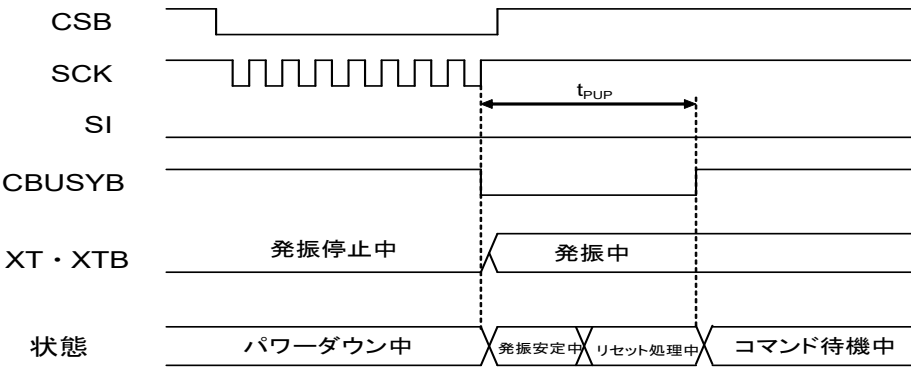 CSB
SCK
t_PUP
SI
CBUSYB
XT・XTB 発振停止中 発振中
状態 パワーダウン中 発振安定中 リセット処理中 コマンド待機中